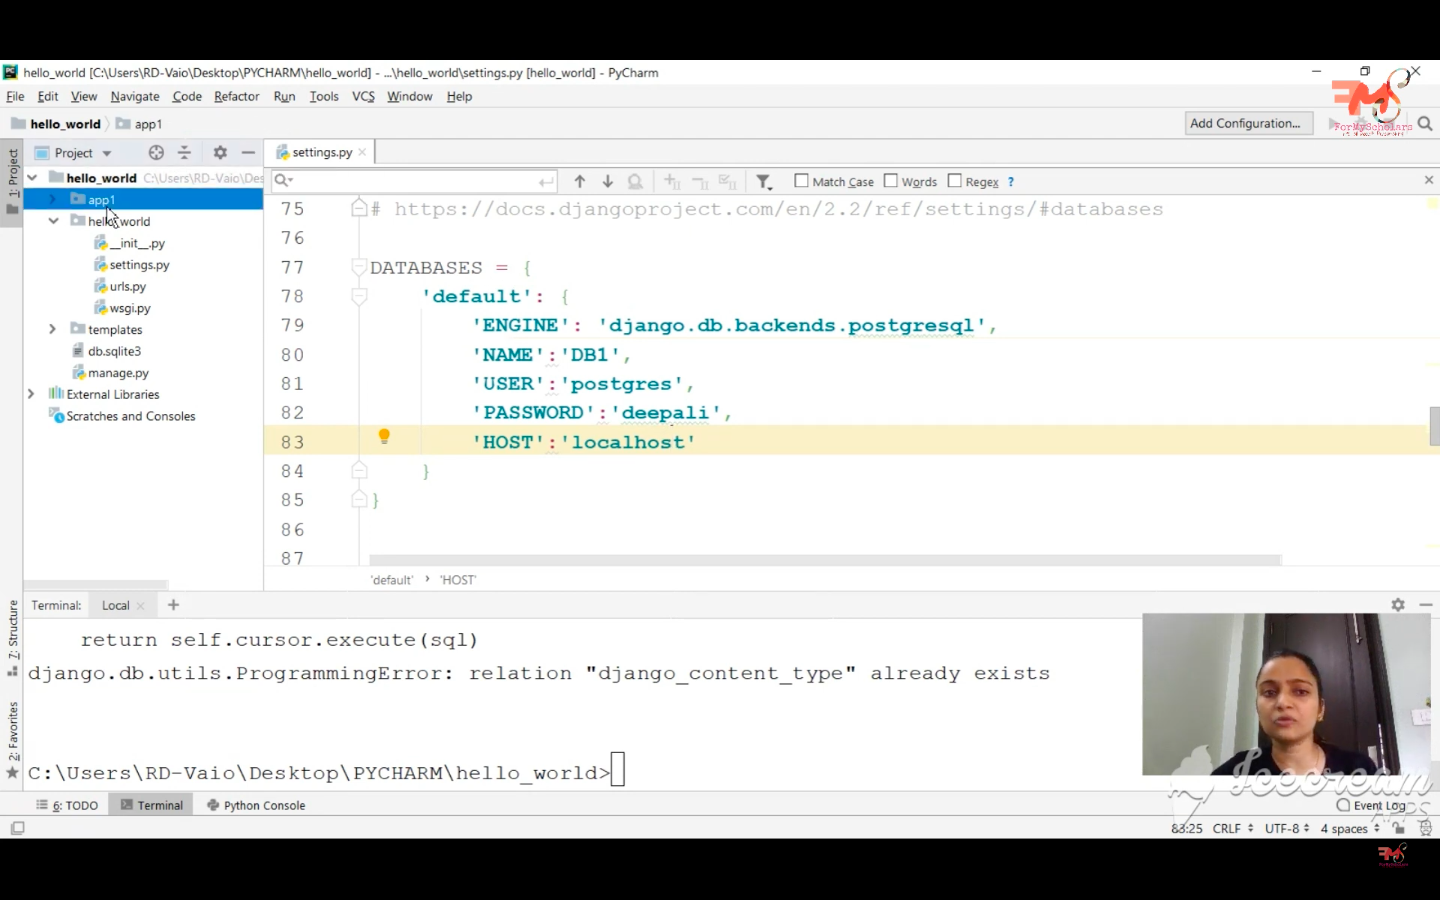 hello_world [C:\Users\RD-Vaio\Desktop\PYCHARM\hello_world] - ...\hello_world\settings.py [hello_world] - PyCharm
File Edit View Navigate Code Refactor Run Tools VCS Window Help
hello_world app1
Add Configuration...
ForMyScholars
1: Project
Project
settings.py
hello_world C:\Users\RD-Vaio\Des
app1
hello_world
__init__.py
settings.py
urls.py
wsgi.py
templates
db.sqlite3
manage.py
External Libraries
Scratches and Consoles
Match Case Words Regex ?
75 # https://docs.djangoproject.com/en/2.2/ref/settings/#databases
76
77 DATABASES = {
78 'default': {
79 'ENGINE': 'django.db.backends.postgresql',
80 'NAME':'DB1',
81 'USER':'postgres',
82 'PASSWORD':'deepali',
83 'HOST':'localhost'
84 }
85 }
86
87
'default' › 'HOST'
7: Structure
2: Favorites
Terminal: Local
return self.cursor.execute(sql)
django.db.utils.ProgrammingError: relation "django_content_type" already exists
C:\Users\RD-Vaio\Desktop\PYCHARM\hello_world>
Icecream
APPS
6: TODO Terminal Python Console
Event Log
83:25 CRLF UTF-8 4 spaces